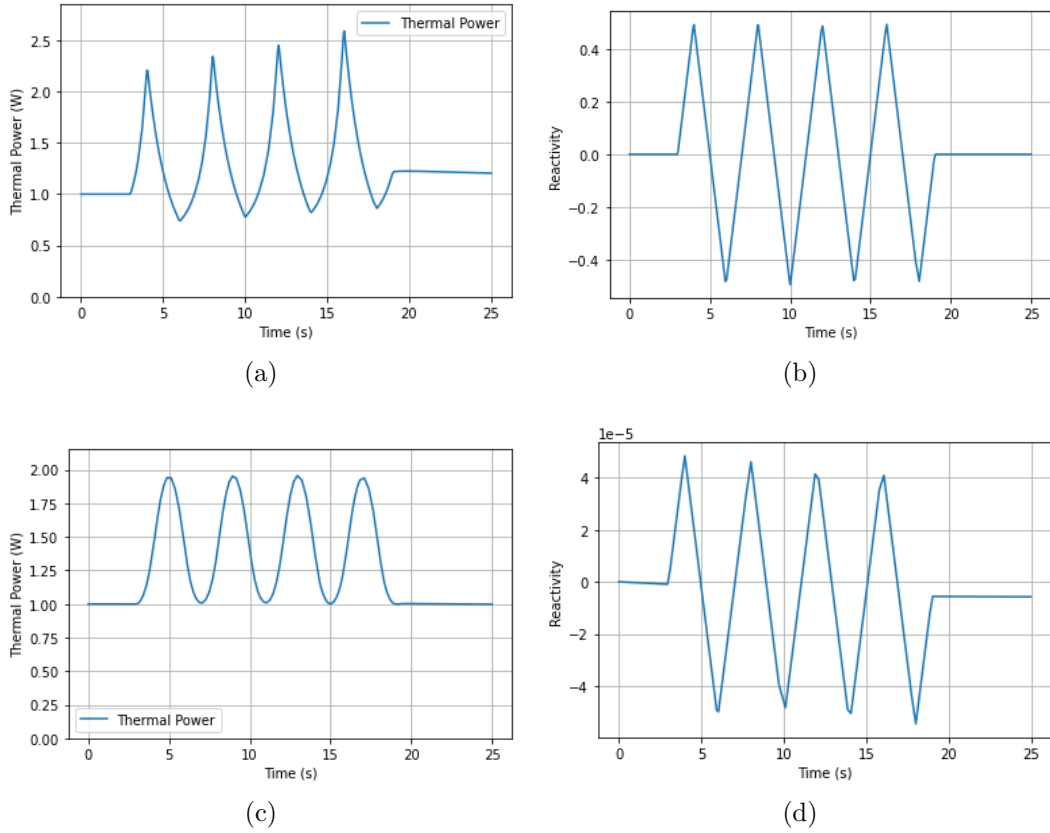 Thermal Power
Thermal Power (W)
2.5
2.0
1.5
1.0
0.5
0.0
0 5 10 15 20 25
Time (s)
(a)
Reactivity
0.4
0.2
0.0
−0.2
−0.4
0 5 10 15 20 25
Time (s)
(b)
Thermal Power (W)
2.00
1.75
1.50
1.25
1.00
0.75
0.50
0.25
0.00
Thermal Power
0 5 10 15 20 25
Time (s)
(c)
1e−5
Reactivity
4
2
0
−2
−4
0 5 10 15 20 25
Time (s)
(d)